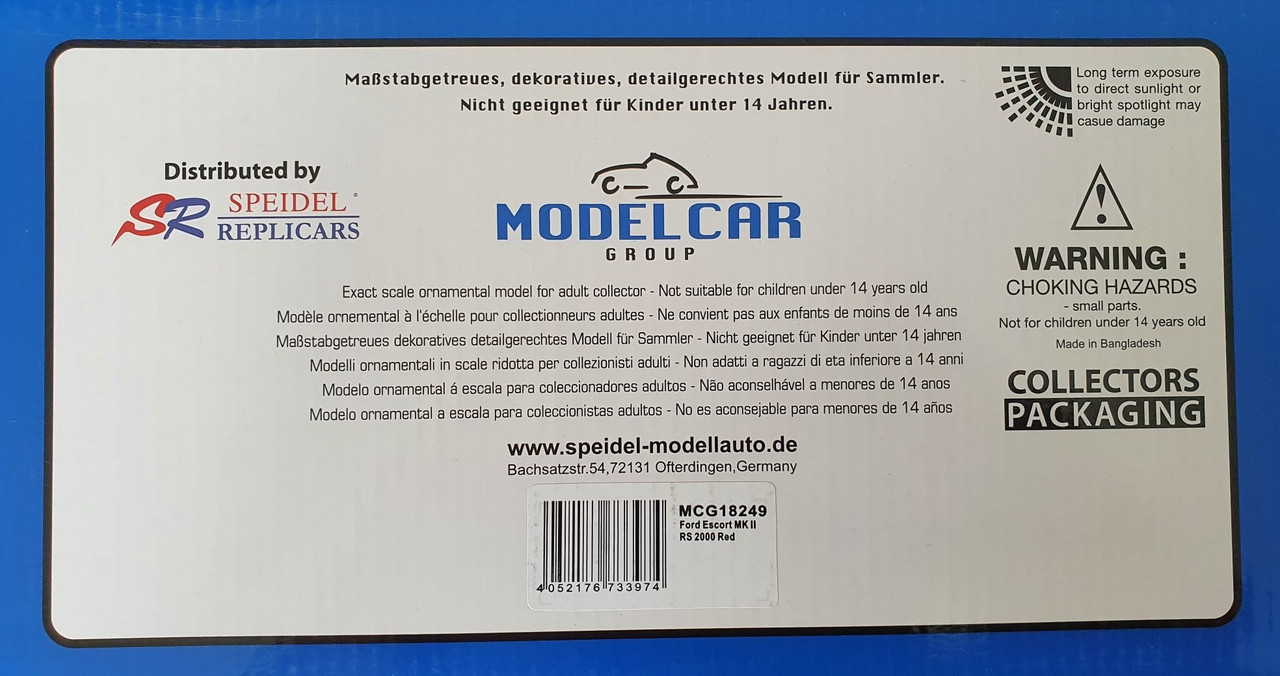 Maßstabgetreues, dekoratives, detailgerechtes Modell für Sammler.
Nicht geeignet für Kinder unter 14 Jahren.
Long term exposure
to direct sunlight or
bright spotlight may
casue damage
Distributed by
SR SPEIDEL
REPLICARS
MODELCAR
GROUP
WARNING :
CHOKING HAZARDS
- small parts.
Not for children under 14 years old
Made in Bangladesh
COLLECTORS
PACKAGING
Exact scale ornamental model for adult collector - Not suitable for children under 14 years old
Modèle ornemental à l'échelle pour collectionneurs adultes - Ne convient pas aux enfants de moins de 14 ans
Maßstabgetreues dekoratives detailgerechtes Modell für Sammler - Nicht geeignet für Kinder unter 14 jahren
Modelli ornamentali in scale ridotta per collezionisti adulti - Non adatti a ragazzi di eta inferiore a 14 anni
Modelo ornamental á escala para coleccionadores adultos - Não aconselhável a menores de 14 anos
Modelo ornamental a escala para coleccionistas adultos - No es aconsejable para menores de 14 años
www.speidel-modellauto.de
Bachsatzstr.54,72131 Ofterdingen,Germany
MCG18249
Ford Escort MK II
RS 2000 Red
4 052176 733974